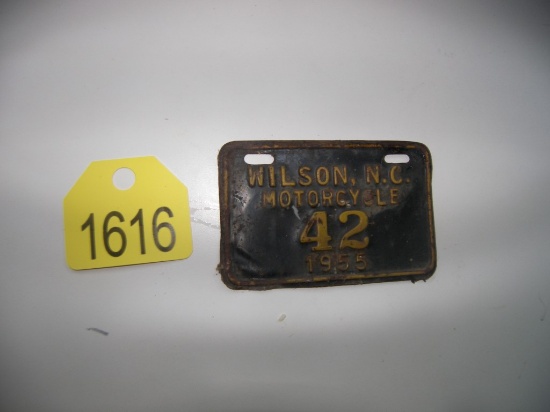 1616
WILSON, N.C.
MOTORCYCLE
42
1955